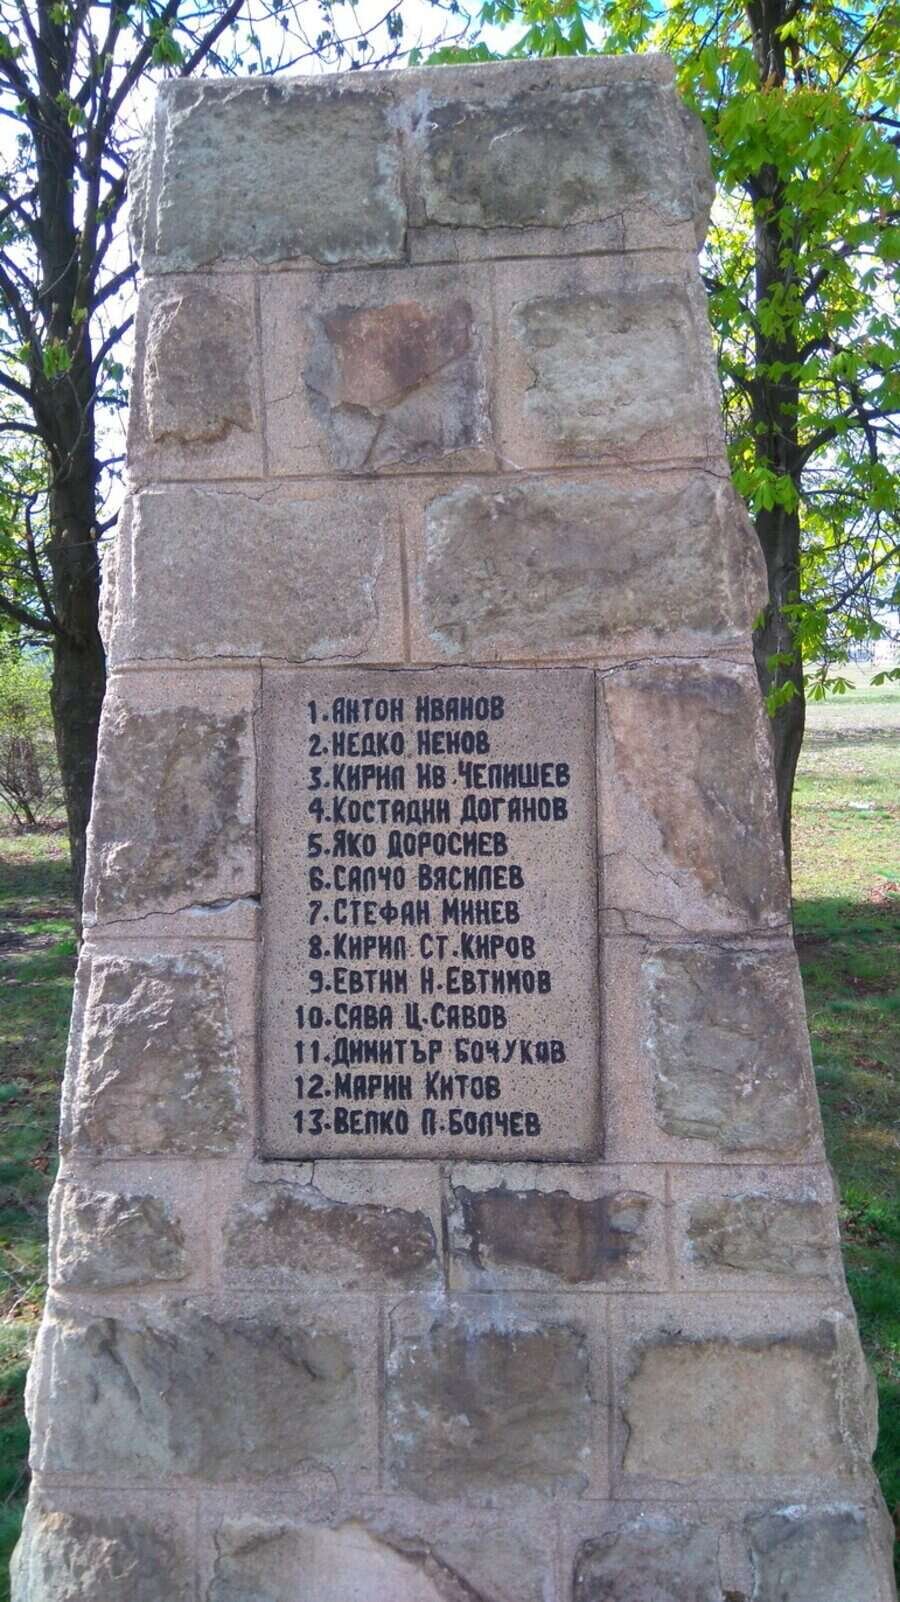 1. АНТОН ИВАНОВ
2. НЕДКО НЕНОВ
3. КИРИЛ ИВ. ЧЕПИШЕВ
4. КОСТАДИН ДОГАНОВ
5. ЯКО ДОРОСИЕВ
6. САПЧО ВАСИЛЕВ
7. СТЕФАН МИНЕВ
8. КИРИЛ СТ. КИРОВ
9. ЕВТИМ Н. ЕВТИМОВ
10. САВА Ц. САВОВ
11. ДИМИТЪР БОЧУКОВ
12. МАРИН КИТОВ
13. ВЕЛКО П. БОЛЧЕВ